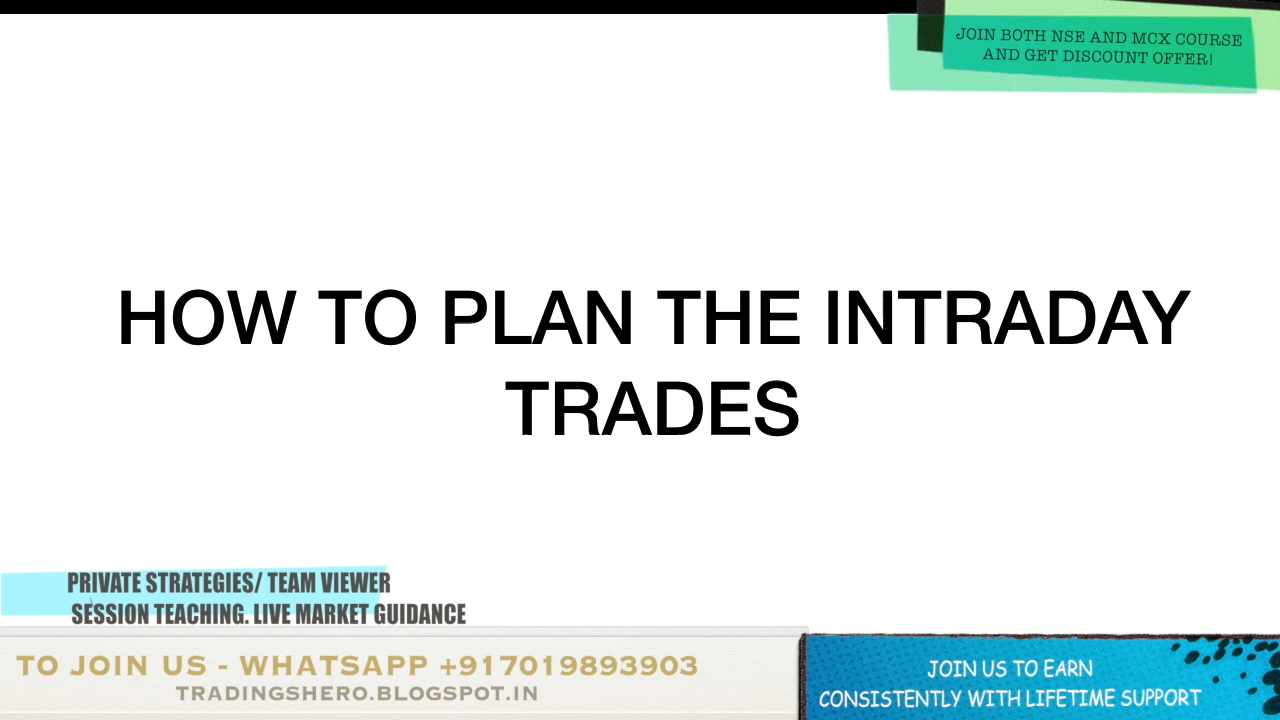 JOIN BOTH NSE AND MCX COURSE
AND GET DISCOUNT OFFER!
HOW TO PLAN THE INTRADAY
TRADES
PRIVATE STRATEGIES/ TEAM VIEWER
SESSION TEACHING. LIVE MARKET GUIDANCE
TO JOIN US - WHATSAPP +917019893903
TRADINGSHERO.BLOGSPOT.IN
JOIN US TO EARN
CONSISTENTLY WITH LIFETIME SUPPORT